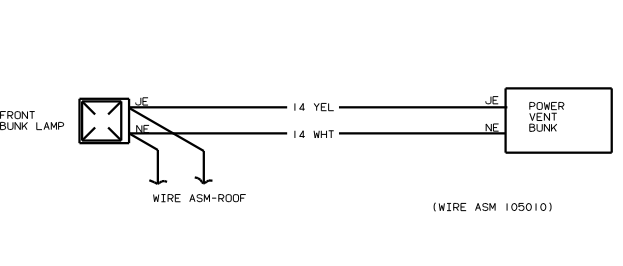 JE
14 YEL
JE
FRONT
BUNK LAMP
NE
14 WHT
NE
POWER
VENT
BUNK
WIRE ASM-ROOF
(WIRE ASM 105010)